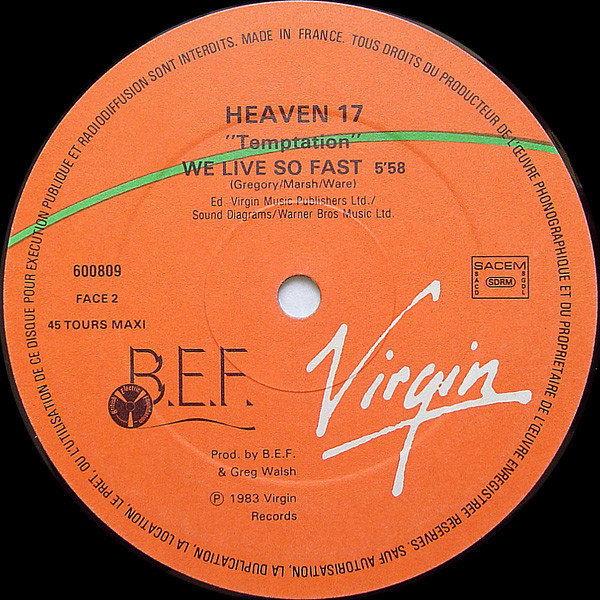 HEAVEN 17
"Temptation"
WE LIVE SO FAST 5'58
(Gregory/Marsh/Ware)
Ed Virgin Music Publishers Ltd./
Sound Diagrams/Warner Bros Music Ltd.
600809
FACE 2
45 TOURS MAXI
SACEM
SACD
SDRM
SGDL
B.E.F.
British Electric
Virgin
Prod. by B.E.F.
& Greg Walsh
℗ 1983 Virgin
Records
MADE IN FRANCE. TOUS DROITS DU PRODUCTEUR DE L'ŒUVRE PHONOGRAPHIQUE ET DU PROPRIETAIRE DE L'ŒUVRE ENREGISTREE RESERVES. SAUF AUTORISATION, LA DUPLICATION, LA LOCATION, LE PRET, OU L'UTILISATION DE CE DISQUE POUR EXECUTION PUBLIQUE ET RADIODIFFUSION SONT INTERDITS.